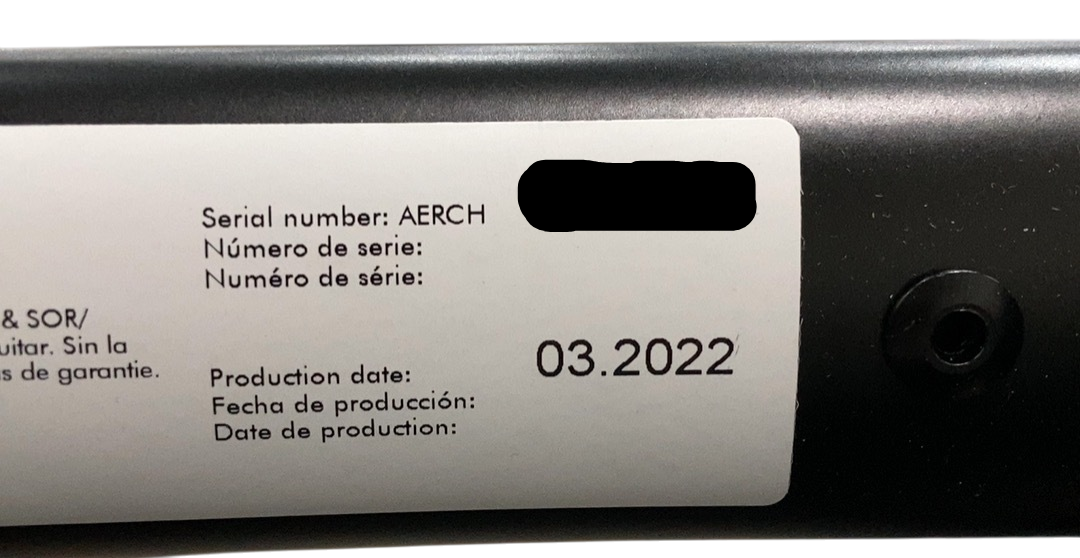 Serial number: AERCH
Número de serie:
Numéro de série:
& SOR/
uitar. Sin la
s de garantie.
Production date: 03.2022
Fecha de producción:
Date de production: